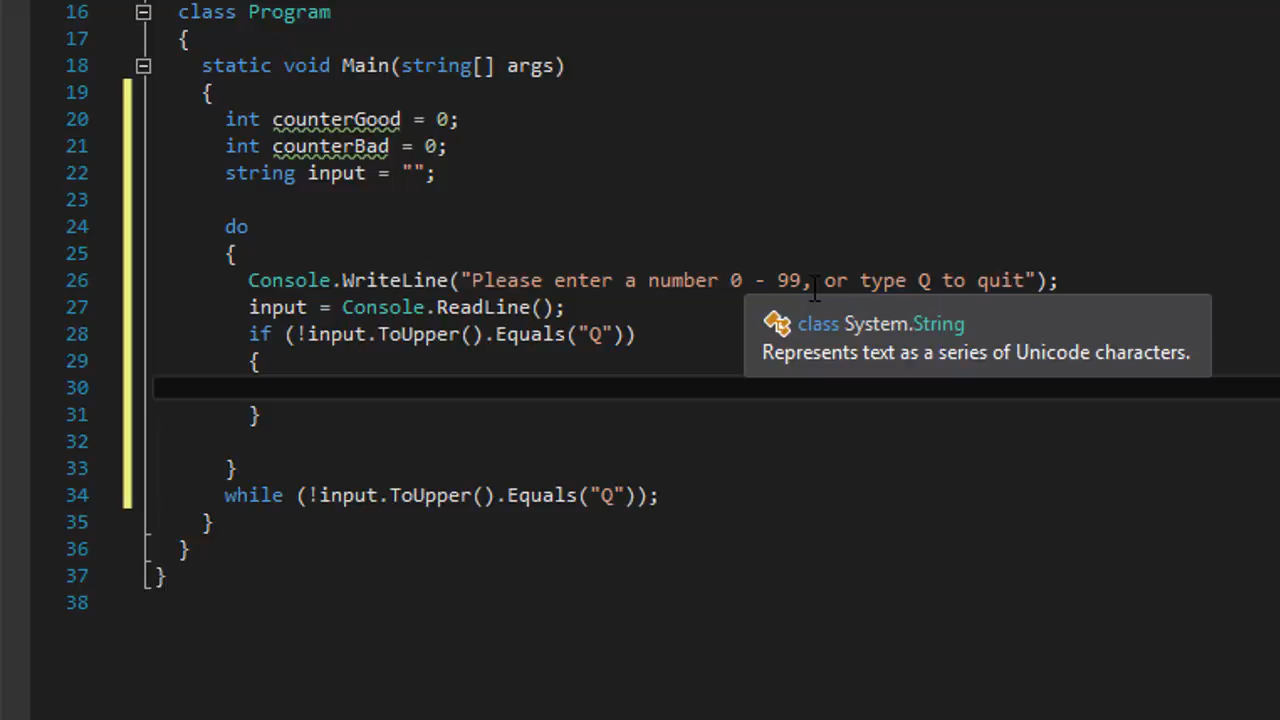 16 class Program
17 {
18 static void Main(string[] args)
19 {
20 int counterGood = 0;
21 int counterBad = 0;
22 string input = "";
23
24 do
25 {
26 Console.WriteLine("Please enter a number 0 - 99, or type Q to quit");
27 input = Console.ReadLine();
class System.String
28 if (!input.ToUpper().Equals("Q"))
Represents text as a series of Unicode characters.
29 {
30
31 }
32
33 }
34 while (!input.ToUpper().Equals("Q"));
35 }
36 }
37 }
38